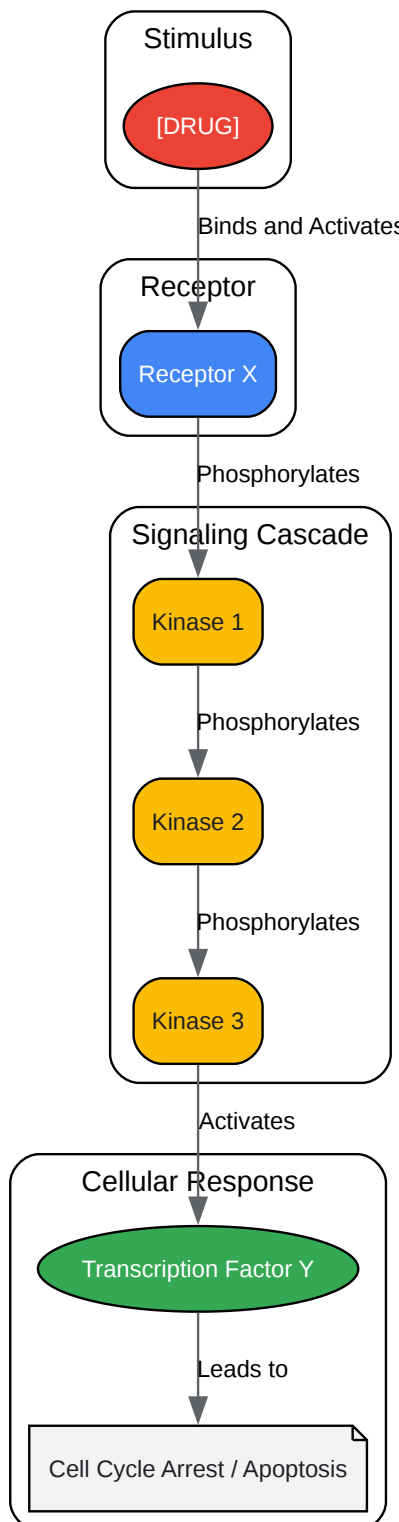 Stimulus
[DRUG]
Binds and Activates
Receptor
Receptor X
Phosphorylates
Signaling Cascade
Kinase 1
Phosphorylates
Kinase 2
Phosphorylates
Kinase 3
Activates
Cellular Response
Transcription Factor Y
Leads to
Cell Cycle Arrest / Apoptosis